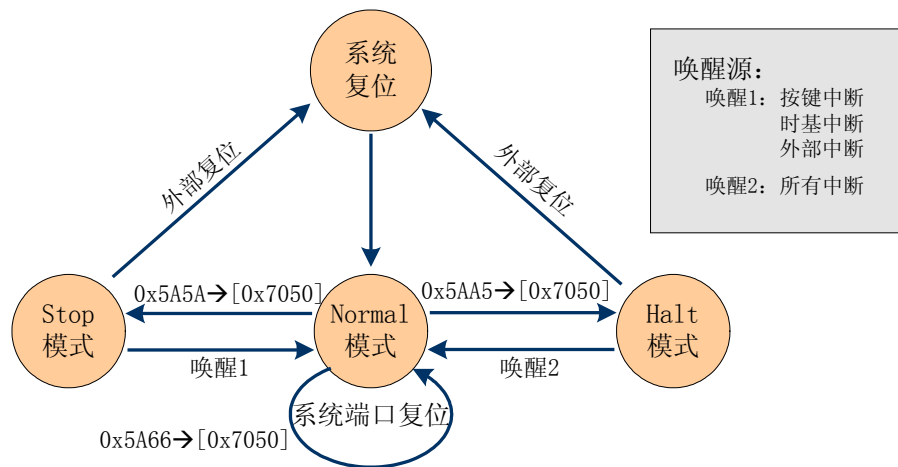 系统
复位
唤醒源：
唤醒1：按键中断
时基中断
外部中断
唤醒2：所有中断
外部复位
外部复位
0x5A5A→[0x7050]
0x5AA5→[0x7050]
Stop
模式
Normal
模式
Halt
模式
唤醒1
唤醒2
系统端口复位
0x5A66→[0x7050]